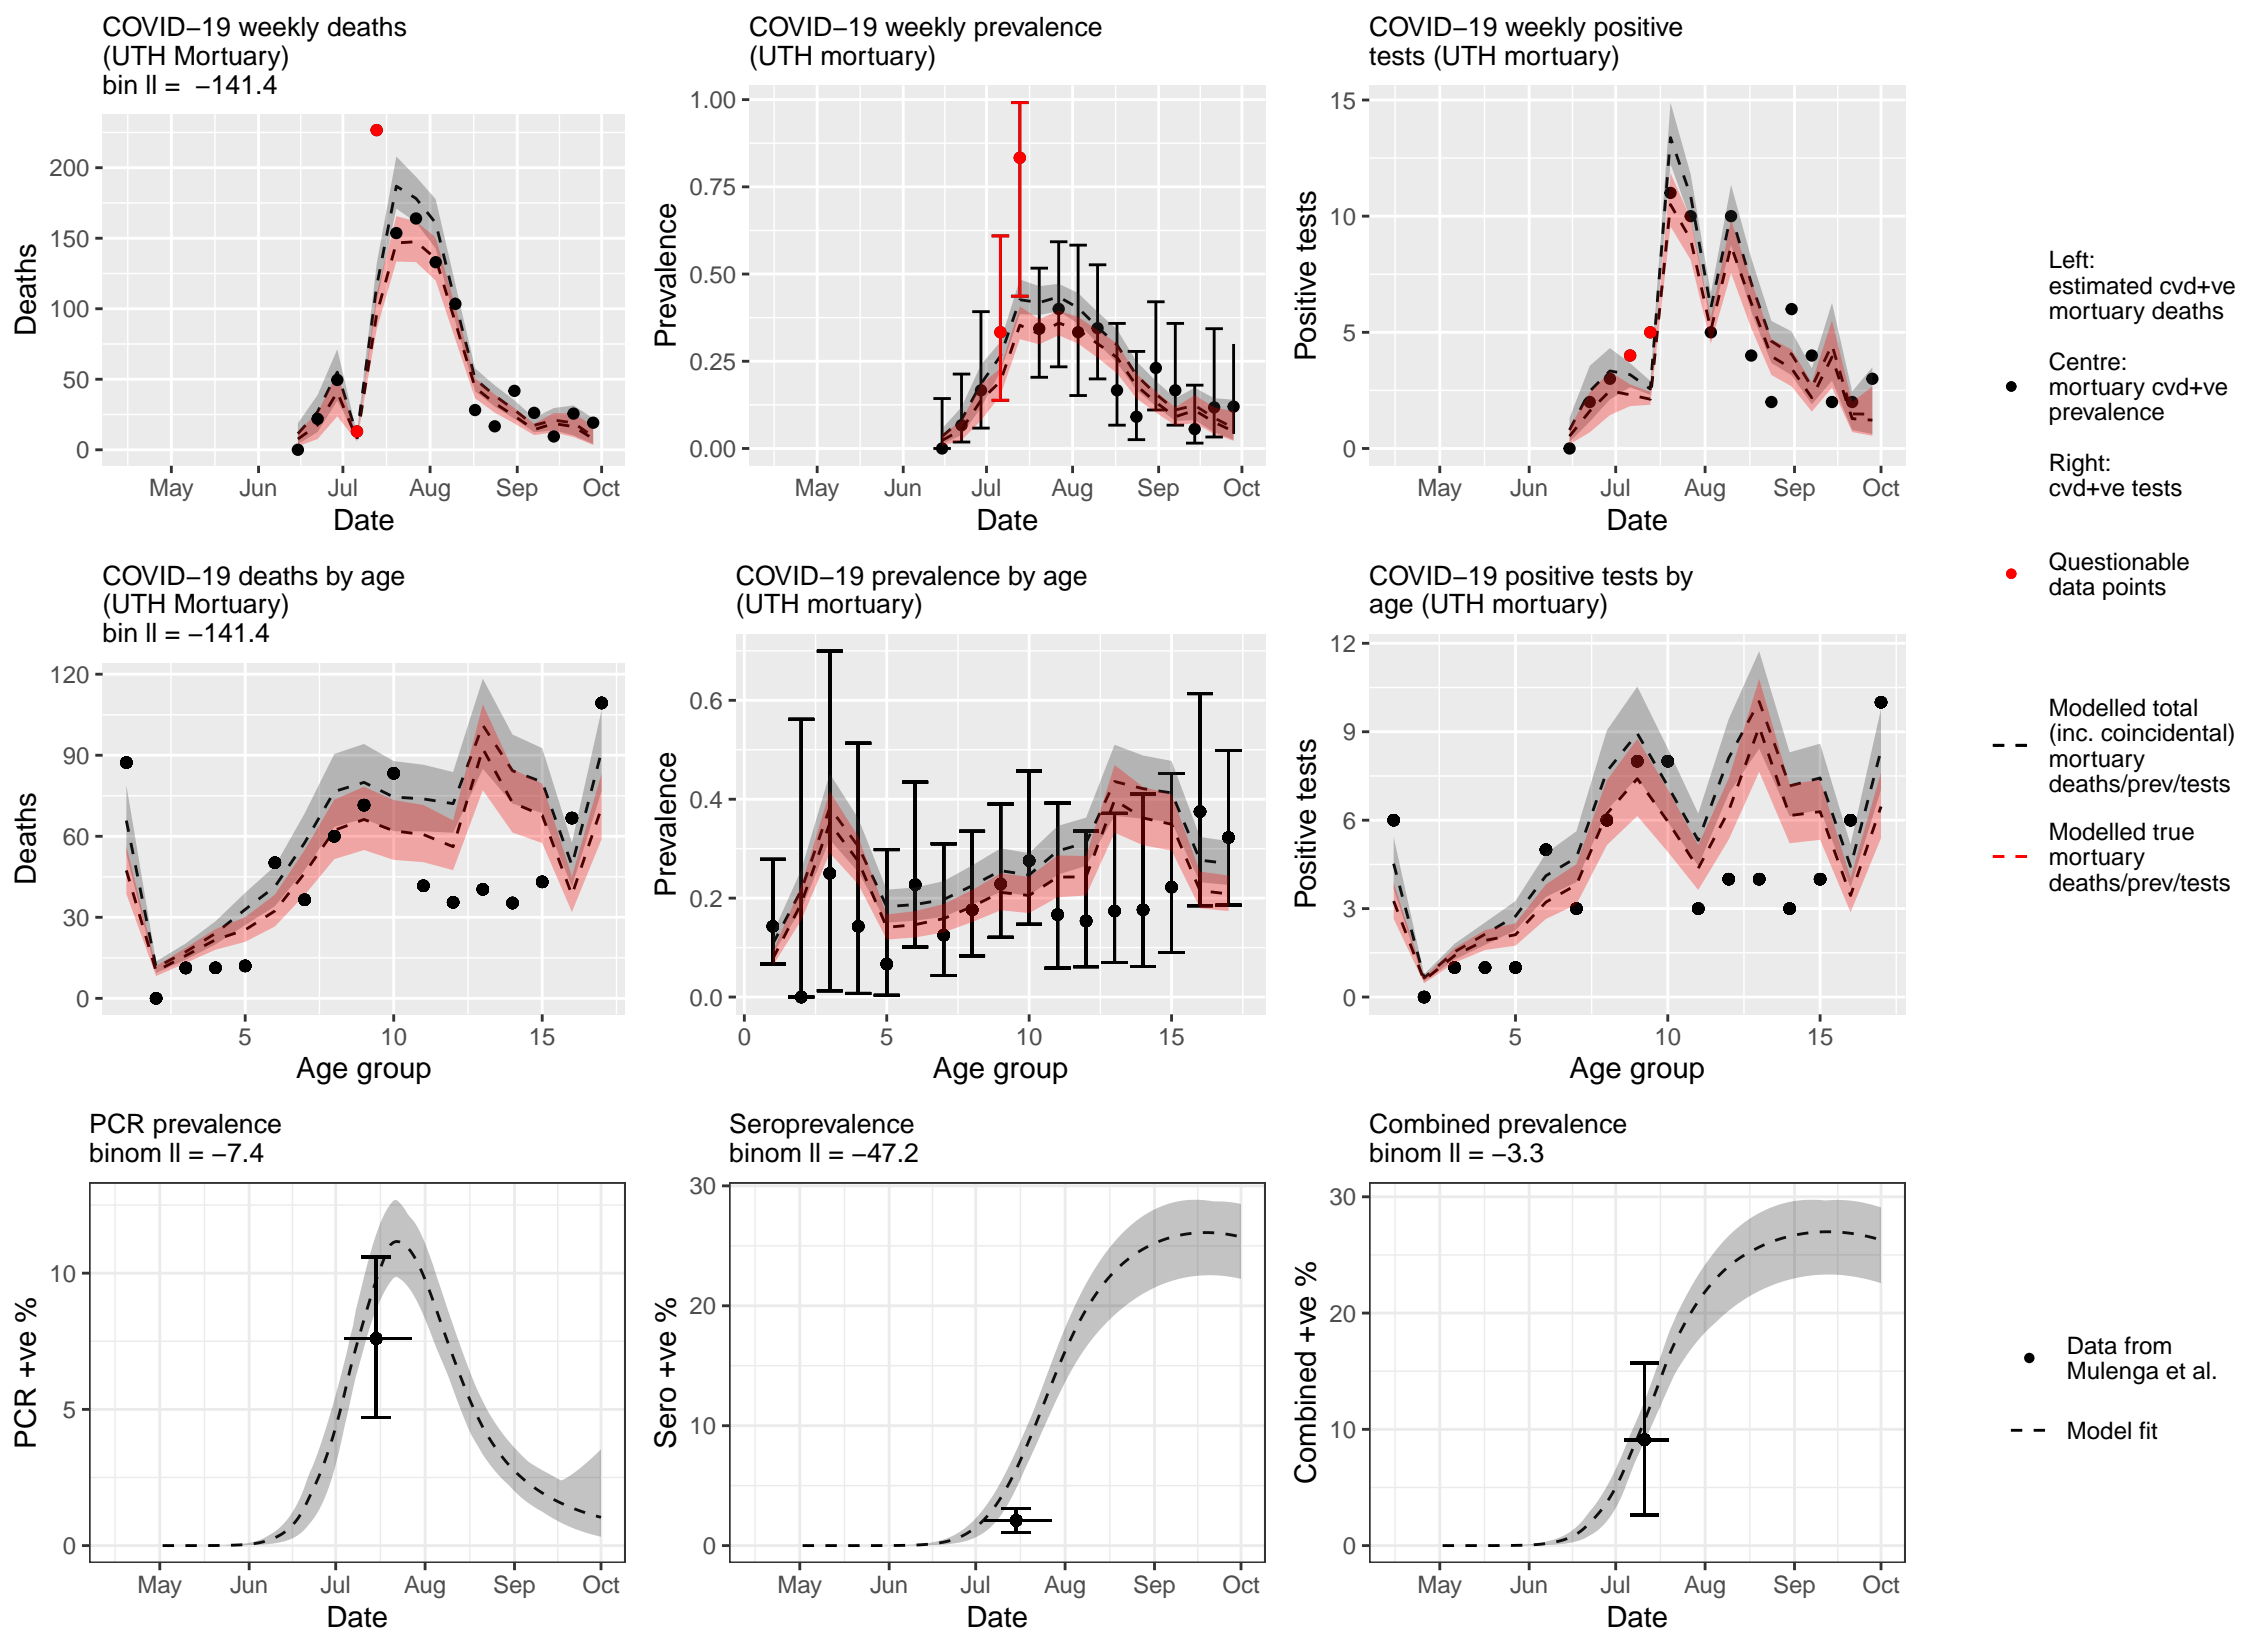 COVID−19 weekly deaths
(UTH Mortuary)
bin ll =  −141.4
Deaths
200
150
100
50
0
May Jun Jul Aug Sep Oct
Date
COVID−19 weekly prevalence
(UTH mortuary)
Prevalence
1.00
0.75
0.50
0.25
0.00
May Jun Jul Aug Sep Oct
Date
COVID−19 weekly positive
tests (UTH mortuary)
Positive tests
15
10
5
0
May Jun Jul Aug Sep Oct
Date
Left:
estimated cvd+ve
mortuary deaths
Centre:
mortuary cvd+ve
prevalence
Right:
cvd+ve tests
Questionable
data points
Modelled total
(inc. coincidental)
mortuary
deaths/prev/tests
Modelled true
mortuary
deaths/prev/tests
COVID−19 deaths by age
(UTH Mortuary)
bin ll = −141.4
Deaths
120
90
60
30
0
5 10 15
Age group
COVID−19 prevalence by age
(UTH mortuary)
Prevalence
0.6
0.4
0.2
0.0
0 5 10 15
Age group
COVID−19 positive tests by
age (UTH mortuary)
Positive tests
12
9
6
3
0
5 10 15
Age group
PCR prevalence
binom ll = −7.4
PCR +ve %
10
5
0
May Jun Jul Aug Sep Oct
Date
Seroprevalence
binom ll = −47.2
Sero +ve %
30
20
10
0
May Jun Jul Aug Sep Oct
Date
Combined prevalence
binom ll = −3.3
Combined +ve %
30
20
10
0
May Jun Jul Aug Sep Oct
Date
Data from
Mulenga et al.
Model fit